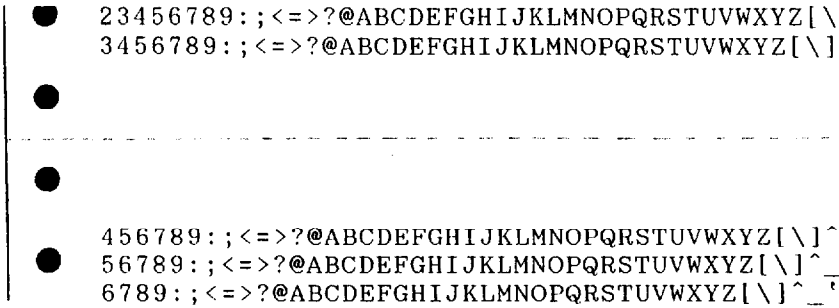 23456789:;<=>?@ABCDEFGHIJKLMNOPQRSTUVWXYZ[\
3456789:;<=>?@ABCDEFGHIJKLMNOPQRSTUVWXYZ[\]
456789:;<=>?@ABCDEFGHIJKLMNOPQRSTUVWXYZ[\]^
56789:;<=>?@ABCDEFGHIJKLMNOPQRSTUVWXYZ[\]^_
6789:;<=>?@ABCDEFGHIJKLMNOPQRSTUVWXYZ[\]^_`